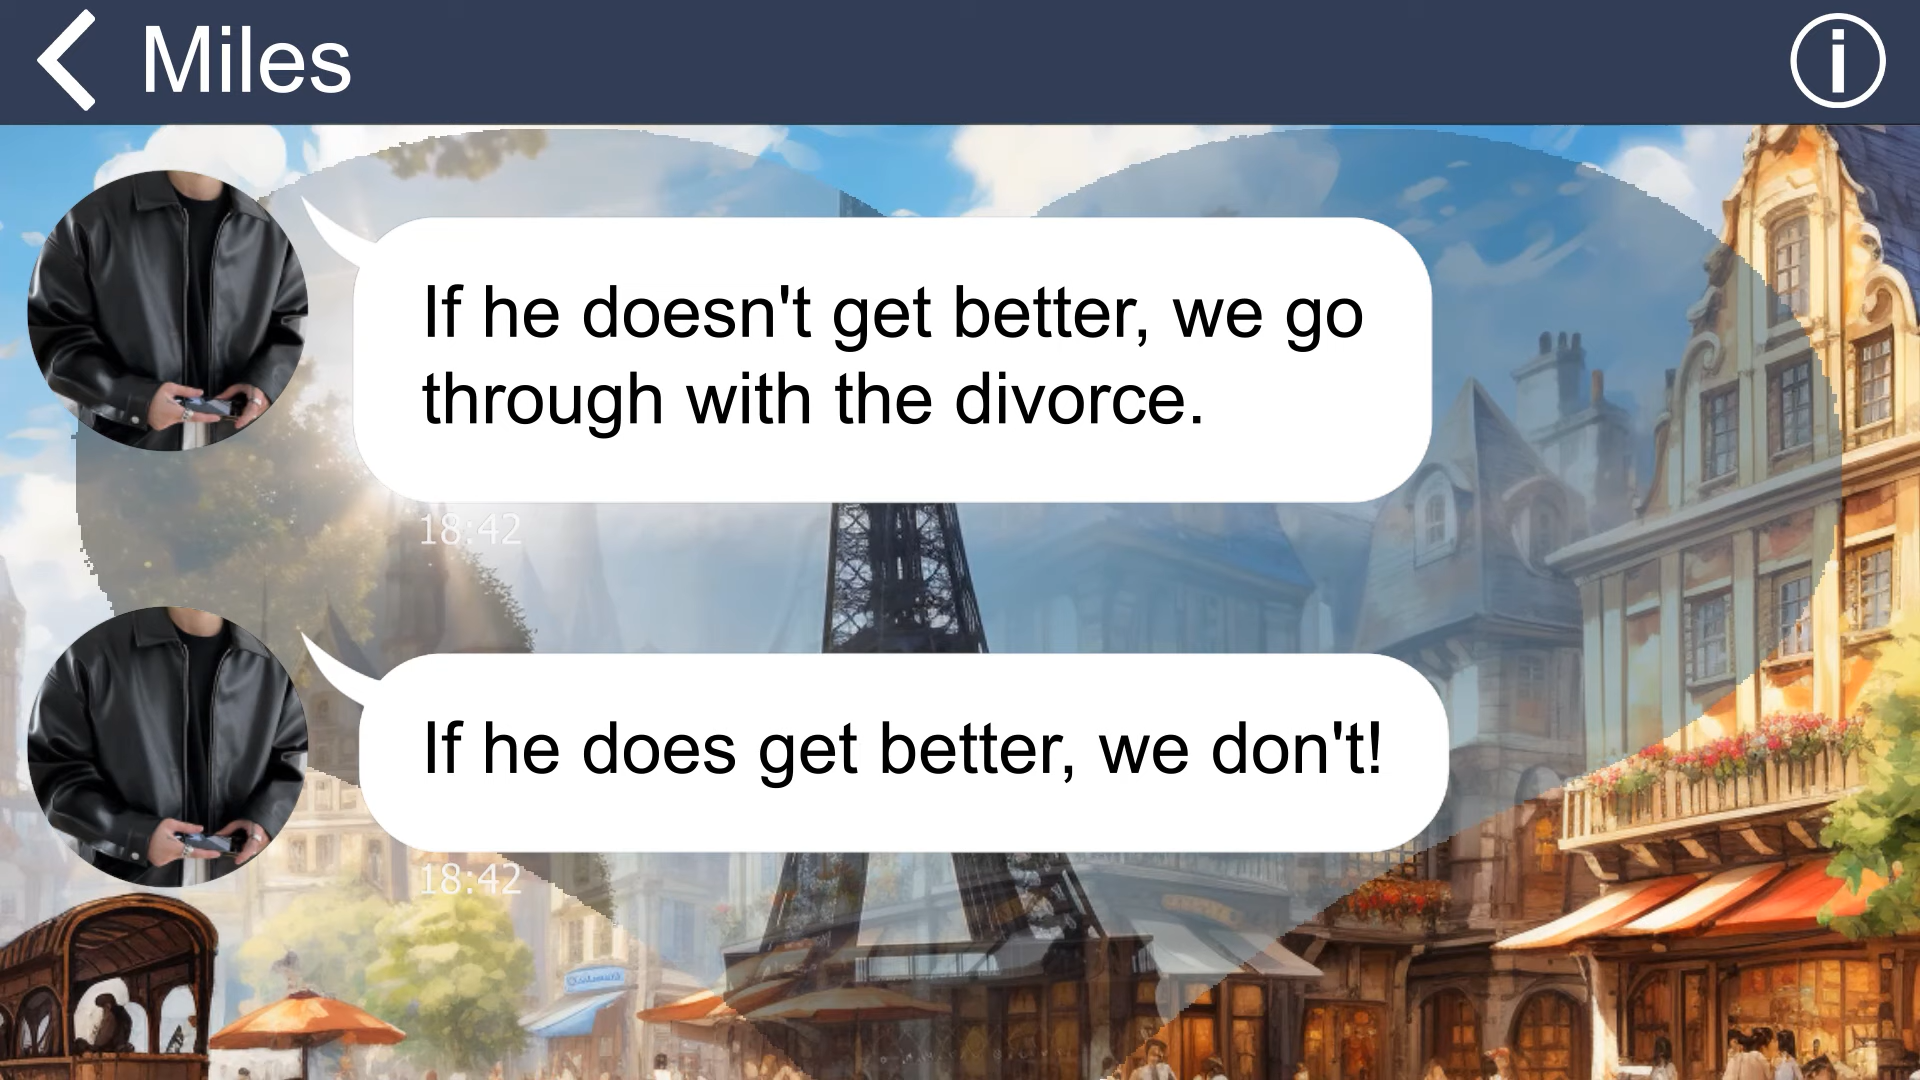 Miles
If he doesn't get better, we go
through with the divorce.
18:42
If he does get better, we don't!
18:42